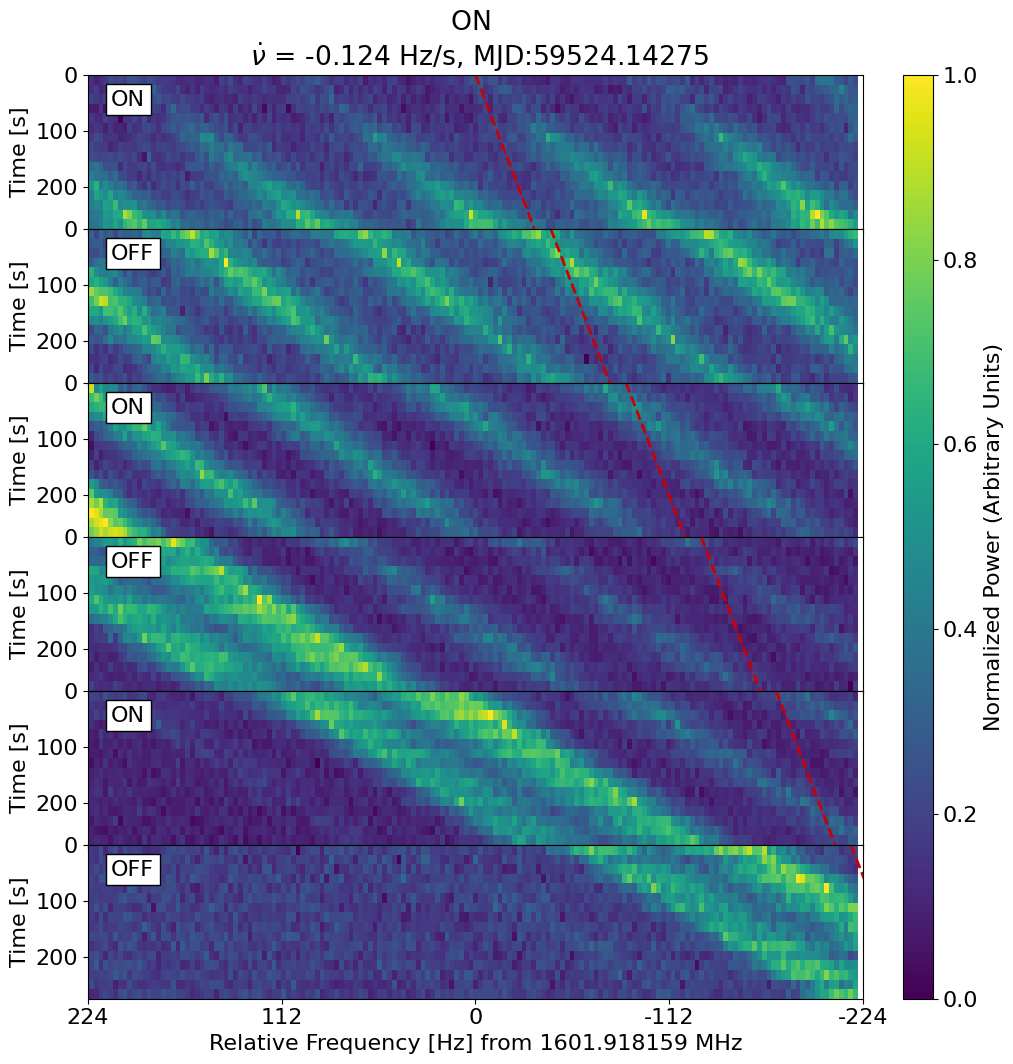 ON
ν̇ = -0.124 Hz/s, MJD:59524.14275
0
100
200
Time [s]
ON
0
100
200
Time [s]
OFF
0
100
200
Time [s]
ON
0
100
200
Time [s]
OFF
0
100
200
Time [s]
ON
0
100
200
Time [s]
OFF
224 112 0 -112 -224
Relative Frequency [Hz] from 1601.918159 MHz
1.0
0.8
0.6
0.4
0.2
0.0
Normalized Power (Arbitrary Units)